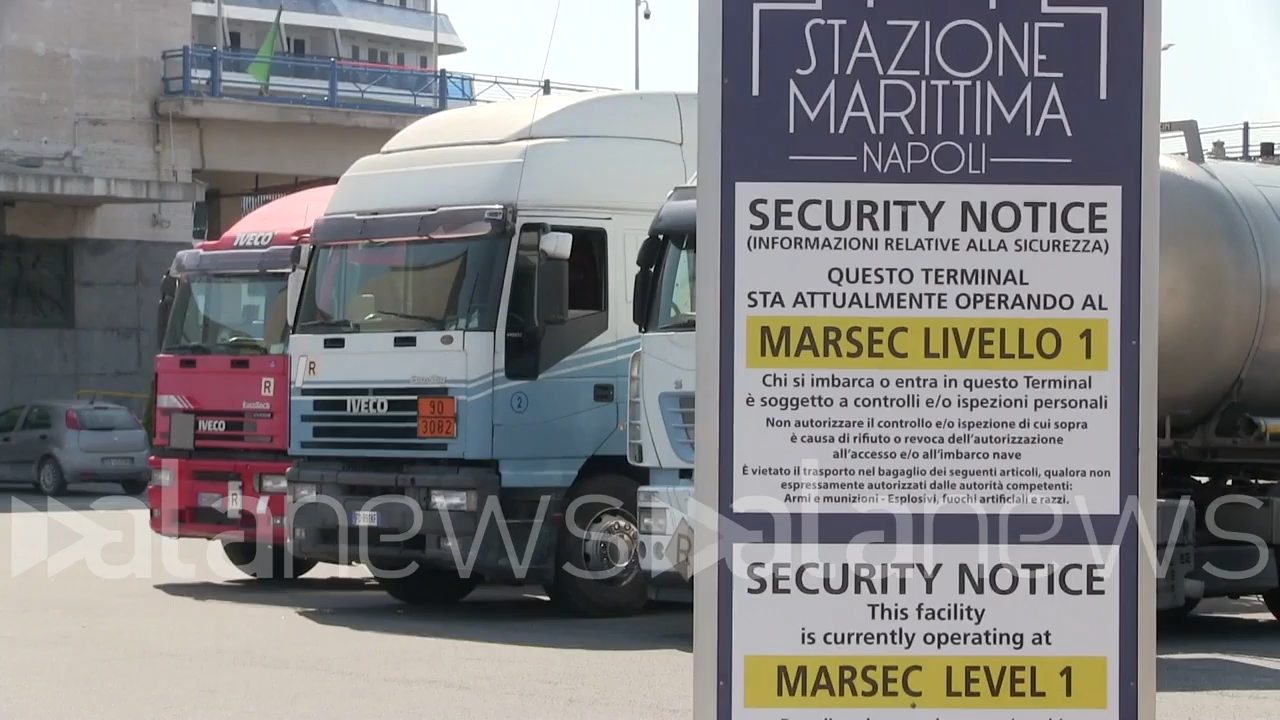 STAZIONE
MARITTIMA
NAPOLI
SECURITY NOTICE
(INFORMAZIONI RELATIVE ALLA SICUREZZA)
QUESTO TERMINAL
STA ATTUALMENTE OPERANDO AL
MARSEC LIVELLO 1
Chi si imbarca o entra in questo Terminal
è soggetto a controlli e/o ispezioni personali
Non autorizzare il controllo e/o ispezione di cui sopra
è causa di rifiuto o revoca dell'autorizzazione
all'accesso e/o all'imbarco nave
È vietato il trasporto nel bagaglio dei seguenti articoli, qualora non
espressamente autorizzati dalle autorità competenti:
Armi e munizioni - Esplosivi, fuochi artificiali e razzi.
SECURITY NOTICE
This facility
is currently operating at
MARSEC LEVEL 1
IVECO
R
EuroTech
IVECO
R
R
IVECO
90
3082
2
R
alanews
alanews